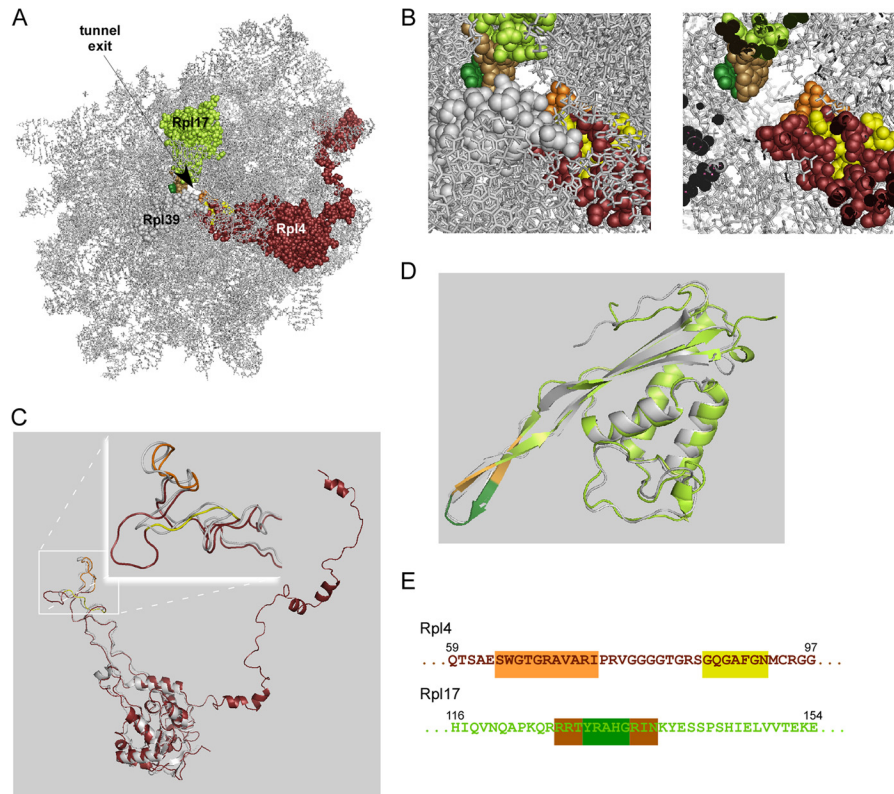 A
tunnel
exit
Rpl17
Rpl39
Rpl4
B
C
D
E
Rpl4
59 97
...QTSAESWGTGRAVARIPRVGGGGTGRSGQGAFGNMCRGG...
Rpl17
116 154
...HIQVNQAPKQRRRTYRAHGRINKYESSPSHIELVVTEKE...